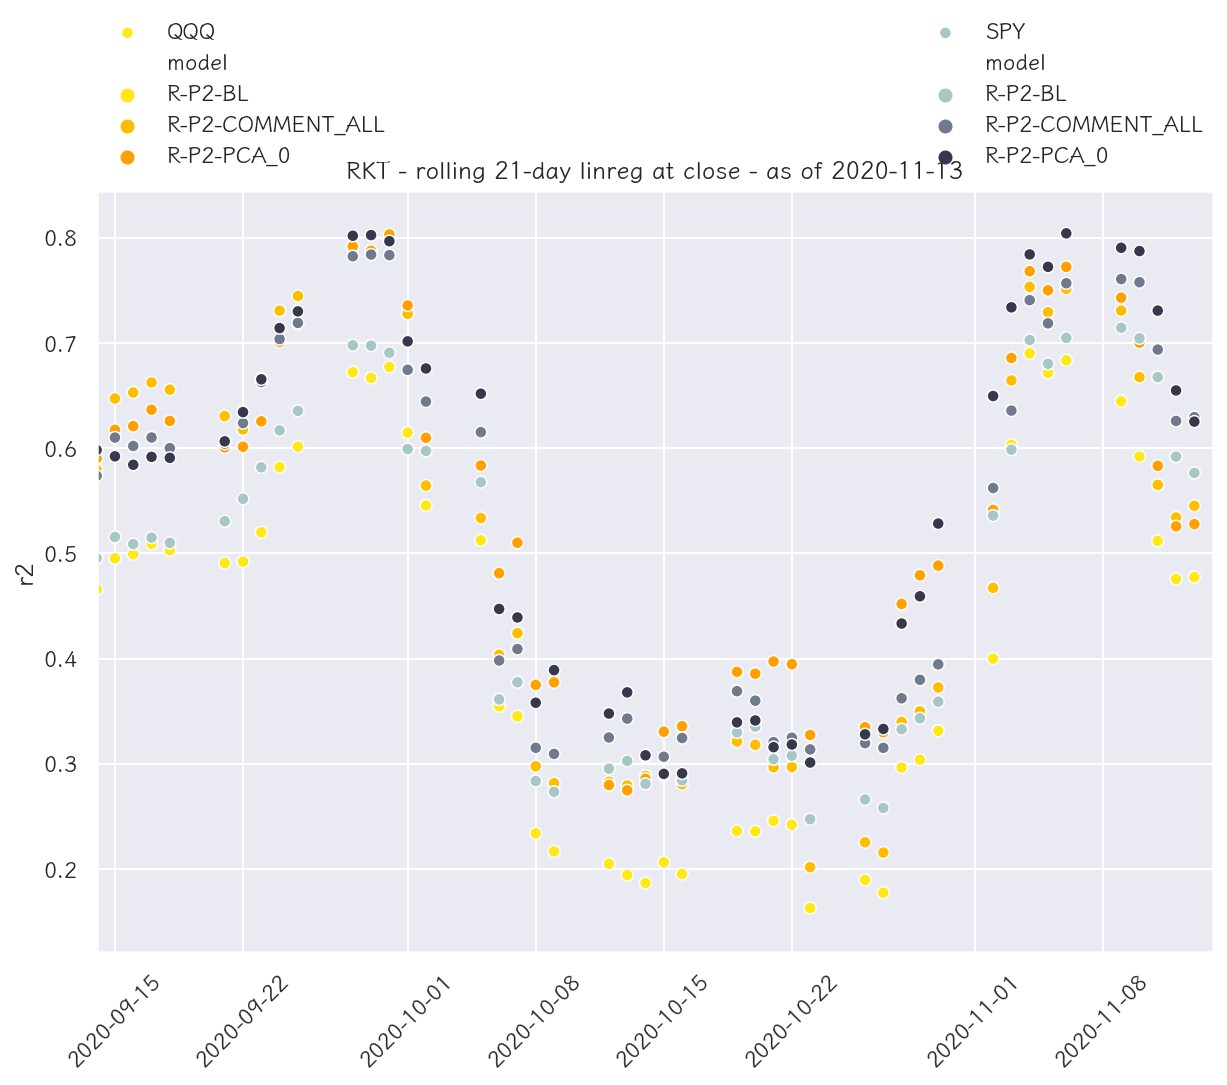 QQQ
model
R-P2-BL
R-P2-COMMENT_ALL
R-P2-PCA_0
SPY
model
R-P2-BL
R-P2-COMMENT_ALL
R-P2-PCA_0
RKT - rolling 21-day linreg at close - as of 2020-11-13
0.8
0.7
0.6
0.5
0.4
0.3
0.2
r2
2020-09-15
2020-09-22
2020-10-01
2020-10-08
2020-10-15
2020-10-22
2020-11-01
2020-11-08